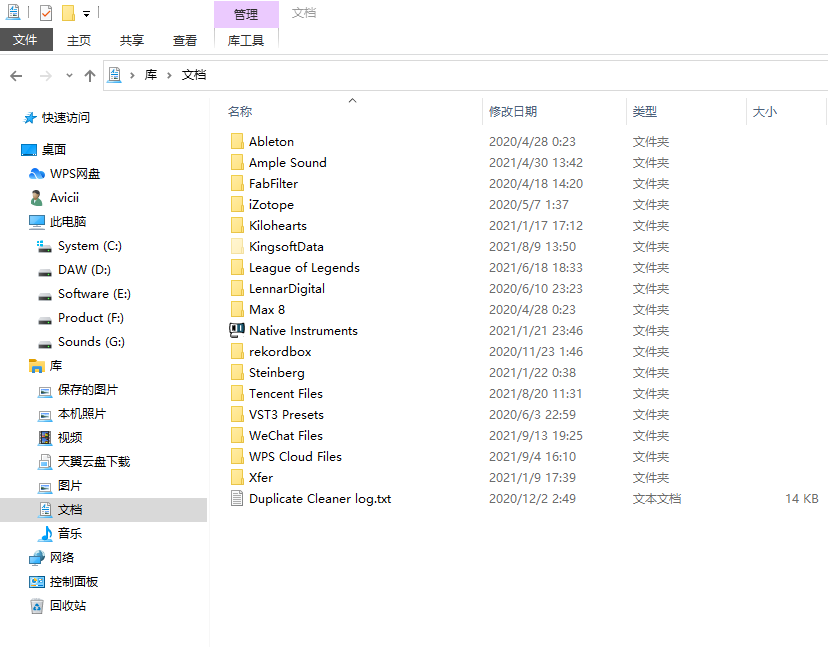 管理 文档
文件 主页 共享 查看 库工具
库 文档
快速访问
桌面
WPS网盘
Avicii
此电脑
System (C:)
DAW (D:)
Software (E:)
Product (F:)
Sounds (G:)
库
保存的图片
本机照片
视频
天翼云盘下载
图片
文档
音乐
网络
控制面板
回收站
名称 修改日期 类型 大小
Ableton 2020/4/28 0:23 文件夹
Ample Sound 2021/4/30 13:42 文件夹
FabFilter 2020/4/18 14:20 文件夹
iZotope 2020/5/7 1:37 文件夹
Kilohearts 2021/1/17 17:12 文件夹
KingsoftData 2021/8/9 13:50 文件夹
League of Legends 2021/6/18 18:33 文件夹
LennarDigital 2020/6/10 23:23 文件夹
Max 8 2020/4/28 0:23 文件夹
Native Instruments 2021/1/21 23:46 文件夹
rekordbox 2020/11/23 1:46 文件夹
Steinberg 2021/1/22 0:38 文件夹
Tencent Files 2021/8/20 11:31 文件夹
VST3 Presets 2020/6/3 22:59 文件夹
WeChat Files 2021/9/13 19:25 文件夹
WPS Cloud Files 2021/9/4 16:10 文件夹
Xfer 2021/1/9 17:39 文件夹
Duplicate Cleaner log.txt 2020/12/2 2:49 文本文档 14 KB